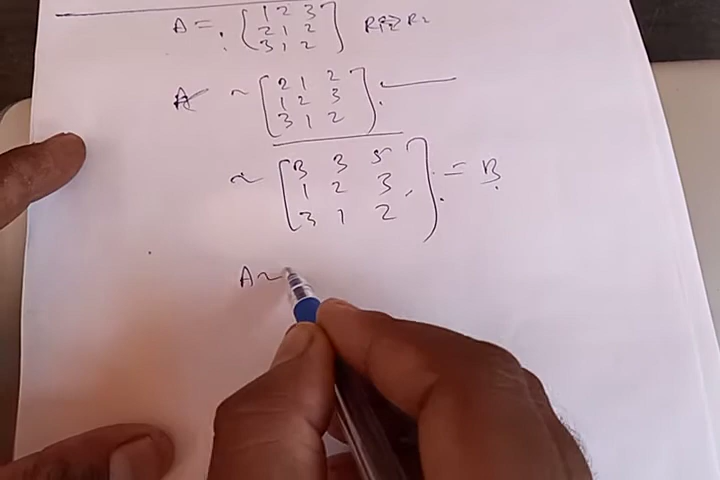 A = [1 2 3 R₁⇄R₂
2 1 2
3 1 2]
A ~ [2 1 2
1 2 3
3 1 2]
~ [3 3 5
1 2 3
3 1 2] = B
A ~